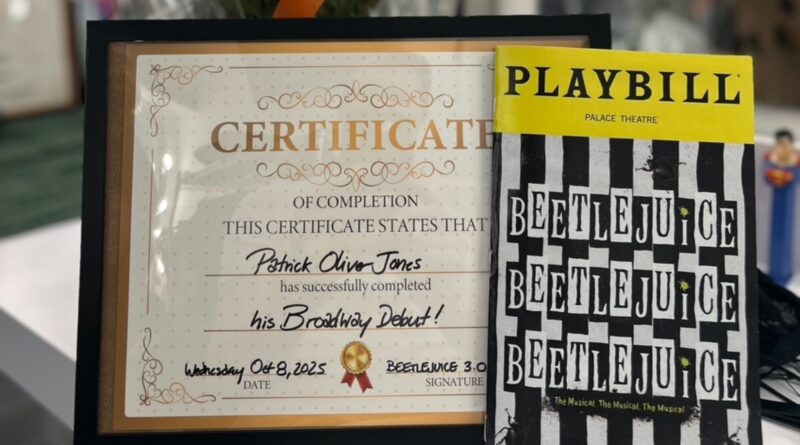 CERTIFICATE
OF COMPLETION
THIS CERTIFICATE STATES THAT
Patrick Oliver Jones
has successfully completed
his Broadway Debut!
Wednesday Oct 8, 2025
DATE
BEETLEJUICE 3.0
SIGNATURE
PLAYBILL
PALACE THEATRE
BEETLEJUICE
BEETLEJUICE
BEETLEJUICE
The Musical. The Musical. The Musical.